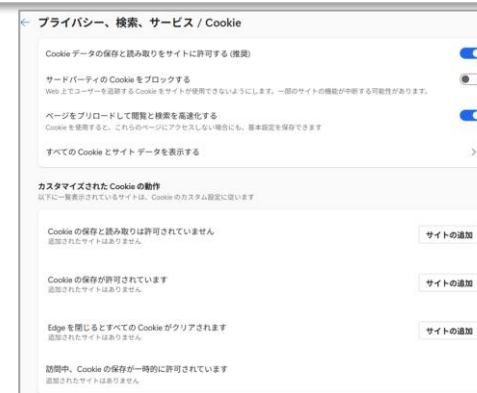 ← プライバシー、検索、サービス / Cookie
Cookie データの保存と読み取りをサイトに許可する (推奨)
サードパーティの Cookie をブロックする
Web 上でユーザーを追跡する Cookie をサイトが使用できないようにします。一部のサイトの機能が中断する可能性があります。
ページをプリロードして閲覧と検索を高速化する
Cookie を使用すると、これらのページにアクセスしない場合にも、基本設定を保存できます
すべての Cookie とサイト データを表示する
カスタマイズされた Cookie の動作
以下に一覧表示されているサイトは、Cookie のカスタム設定に従います
Cookie の保存と読み取りは許可されていません
サイトの追加
追加されたサイトはありません
Cookie の保存が許可されています
サイトの追加
追加されたサイトはありません
Edge を閉じるとすべての Cookie がクリアされます
サイトの追加
追加されたサイトはありません
訪問中、Cookie の保存が一時的に許可されています
追加されたサイトはありません